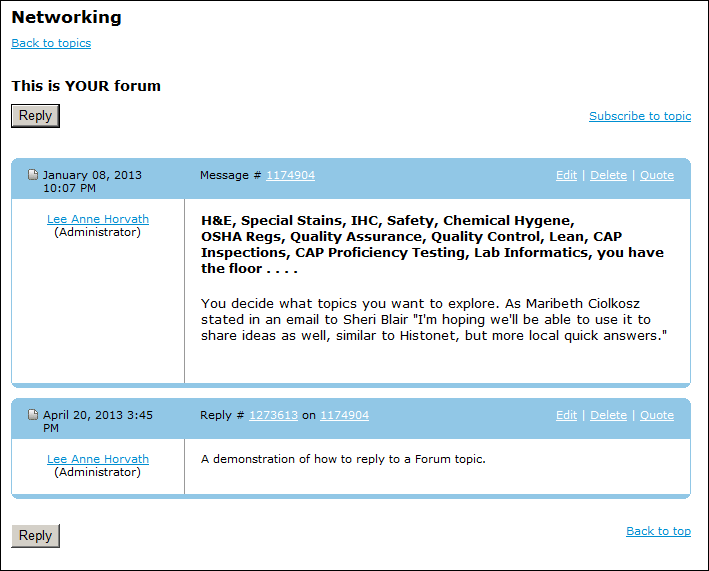 Networking
Back to topics
This is YOUR forum
Reply
Subscribe to topic
January 08, 2013
10:07 PM
Message # 1174904
Edit | Delete | Quote
Lee Anne Horvath
(Administrator)
H&E, Special Stains, IHC, Safety, Chemical Hygene,
OSHA Regs, Quality Assurance, Quality Control, Lean, CAP
Inspections, CAP Proficiency Testing, Lab Informatics, you have
the floor . . . .
You decide what topics you want to explore. As Maribeth Ciolkosz
stated in an email to Sheri Blair "I'm hoping we'll be able to use it to
share ideas as well, similar to Histonet, but more local quick answers."
April 20, 2013 3:45
PM
Reply # 1273613 on 1174904
Edit | Delete | Quote
Lee Anne Horvath
(Administrator)
A demonstration of how to reply to a Forum topic.
Reply
Back to top